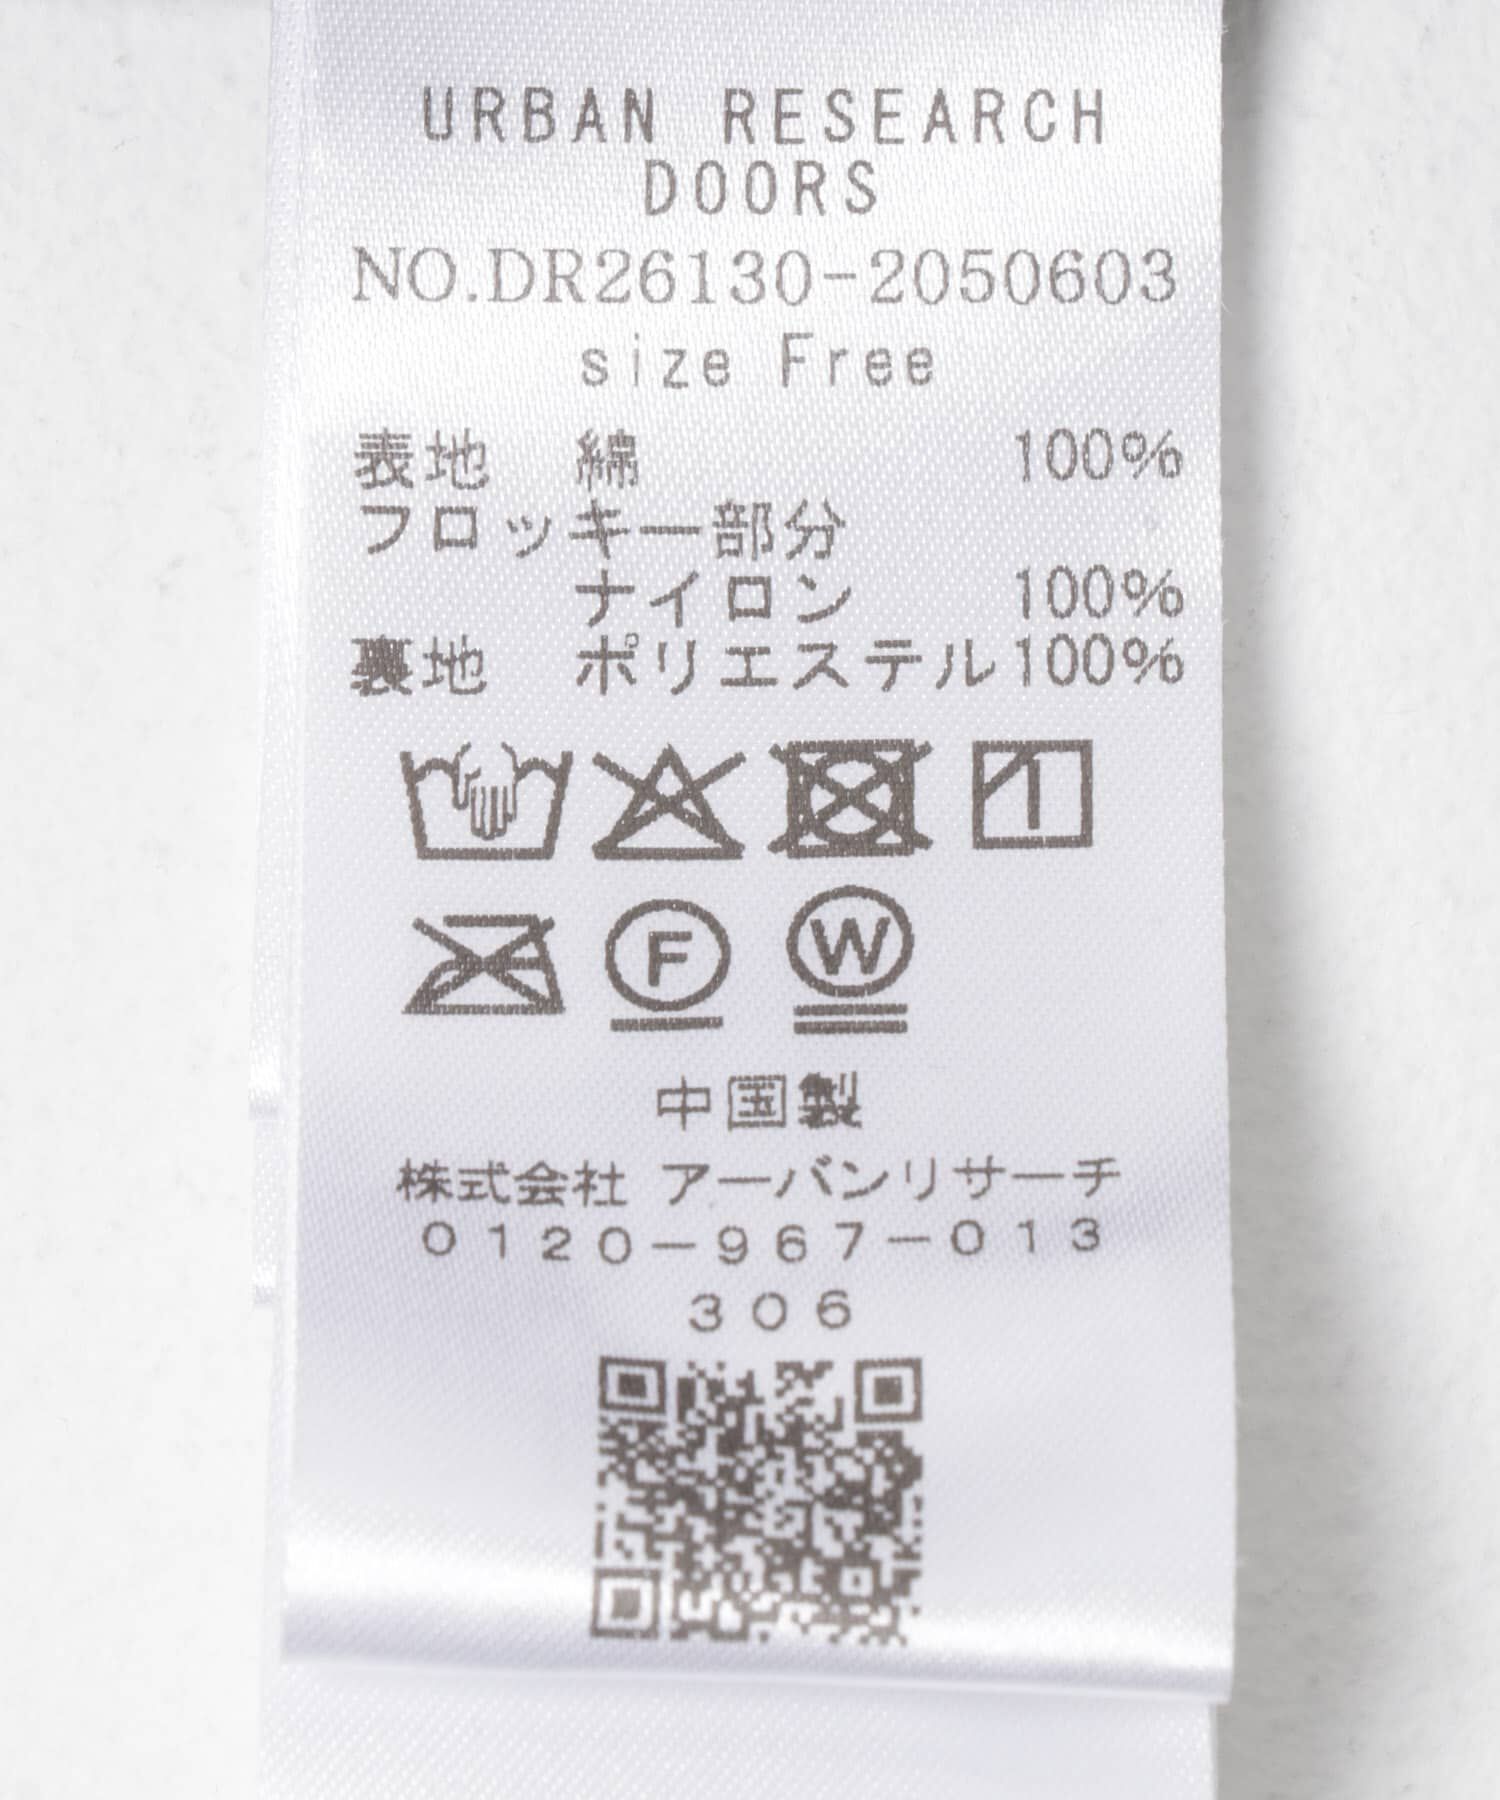 URBAN RESEARCH
DOORS
NO.DR26130-2050603
size Free
表地 綿 100%
フロッキー部分
ナイロン 100%
裏地 ポリエステル100%
1
F W
中国製
株式会社 アーバンリサーチ
0120-967-013
306